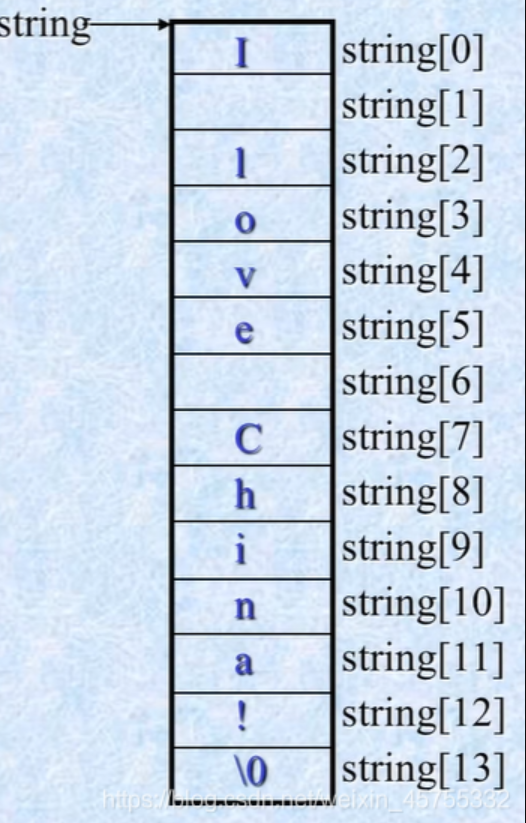 string
I string[0]
string[1]
l string[2]
o string[3]
v string[4]
e string[5]
string[6]
C string[7]
h string[8]
i string[9]
n string[10]
a string[11]
! string[12]
\0 string[13]
https://blog.csdn.net/weixin_45755332